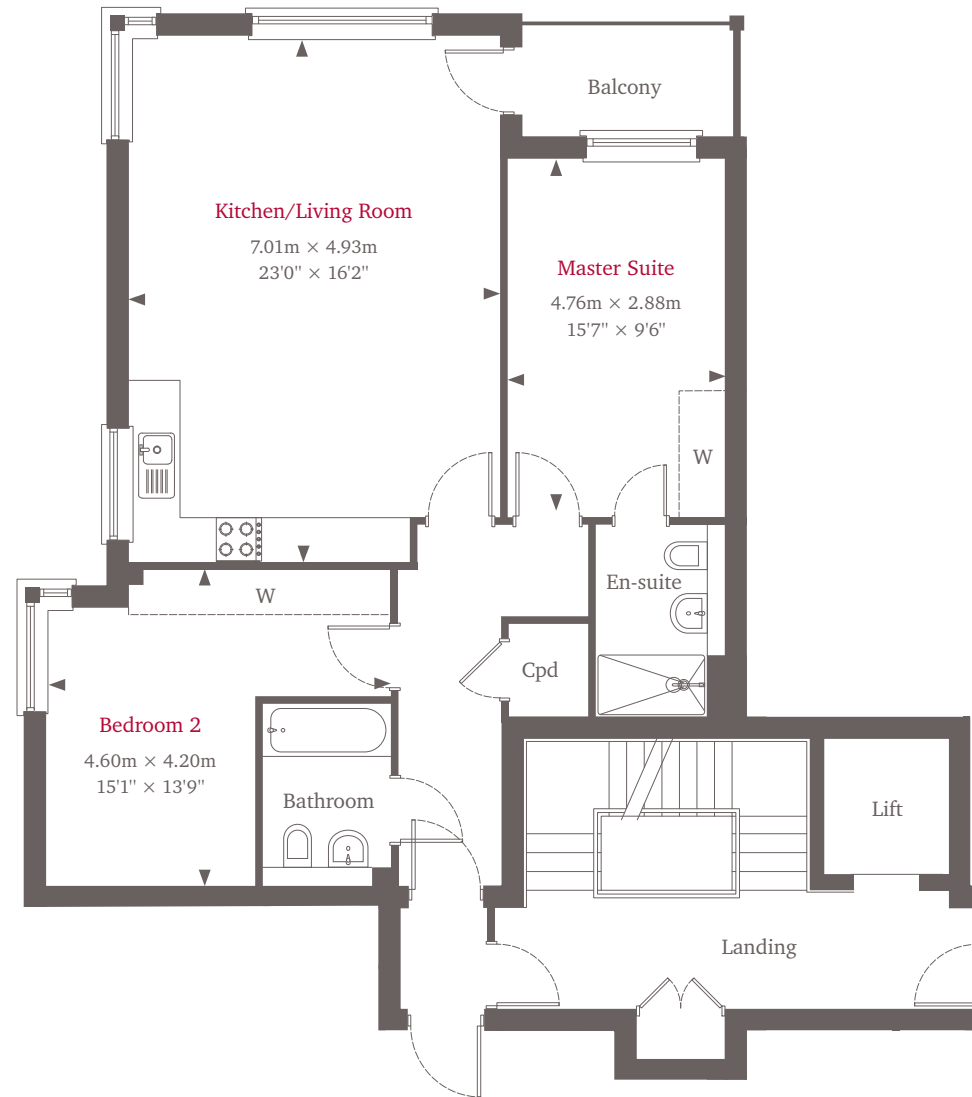 Balcony
Kitchen/Living Room
7.01m × 4.93m
23'0" × 16'2"
Master Suite
4.76m × 2.88m
15'7" × 9'6"
W
En-suite
W
Cpd
Bedroom 2
4.60m × 4.20m
15'1" × 13'9"
Bathroom
Lift
Landing